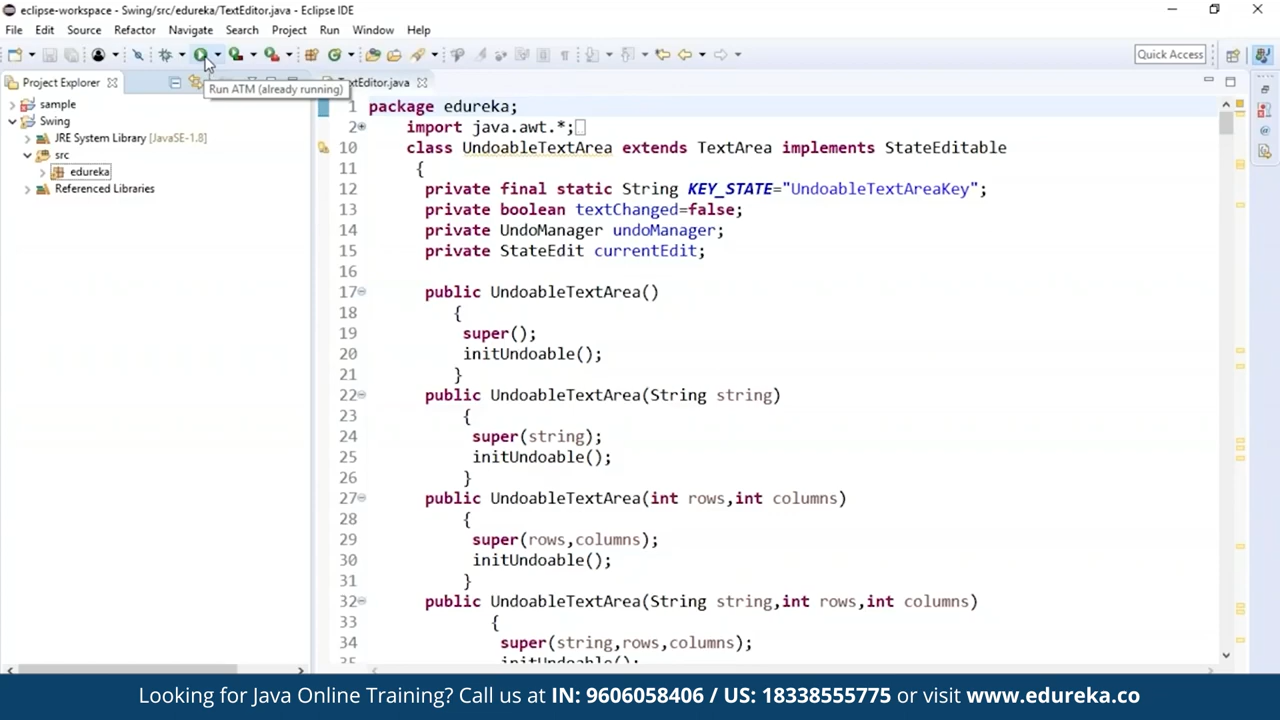 eclipse-workspace - Swing/src/edureka/TextEditor.java - Eclipse IDE
File Edit Source Refactor Navigate Search Project Run Window Help
Quick Access
Project Explorer
TextEditor.java
Run ATM (already running)
sample
Swing
JRE System Library [JavaSE-1.8]
src
edureka
Referenced Libraries
1 package edureka;
2 import java.awt.*;
10 class UndoableTextArea extends TextArea implements StateEditable
11 {
12 private final static String KEY_STATE="UndoableTextAreaKey";
13 private boolean textChanged=false;
14 private UndoManager undoManager;
15 private StateEdit currentEdit;
16
17 public UndoableTextArea()
18 {
19 super();
20 initUndoable();
21 }
22 public UndoableTextArea(String string)
23 {
24 super(string);
25 initUndoable();
26 }
27 public UndoableTextArea(int rows,int columns)
28 {
29 super(rows,columns);
30 initUndoable();
31 }
32 public UndoableTextArea(String string,int rows,int columns)
33 {
34 super(string,rows,columns);
35 initUndoable();
Looking for Java Online Training? Call us at IN: 9606058406 / US: 18338555775 or visit www.edureka.co